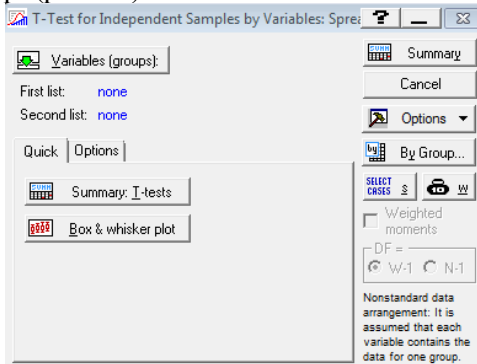 T-Test for Independent Samples by Variables: Sprea
Variables (groups):
First list: none
Second list: none
Quick Options
Summary: T-tests
Box & whisker plot
? _
Summary
Cancel
Options
By Group...
SELECT CASES S W
Weighted
moments
DF =
W-1 N-1
Nonstandard data
arrangement: It is
assumed that each
variable contains the
data for one group.